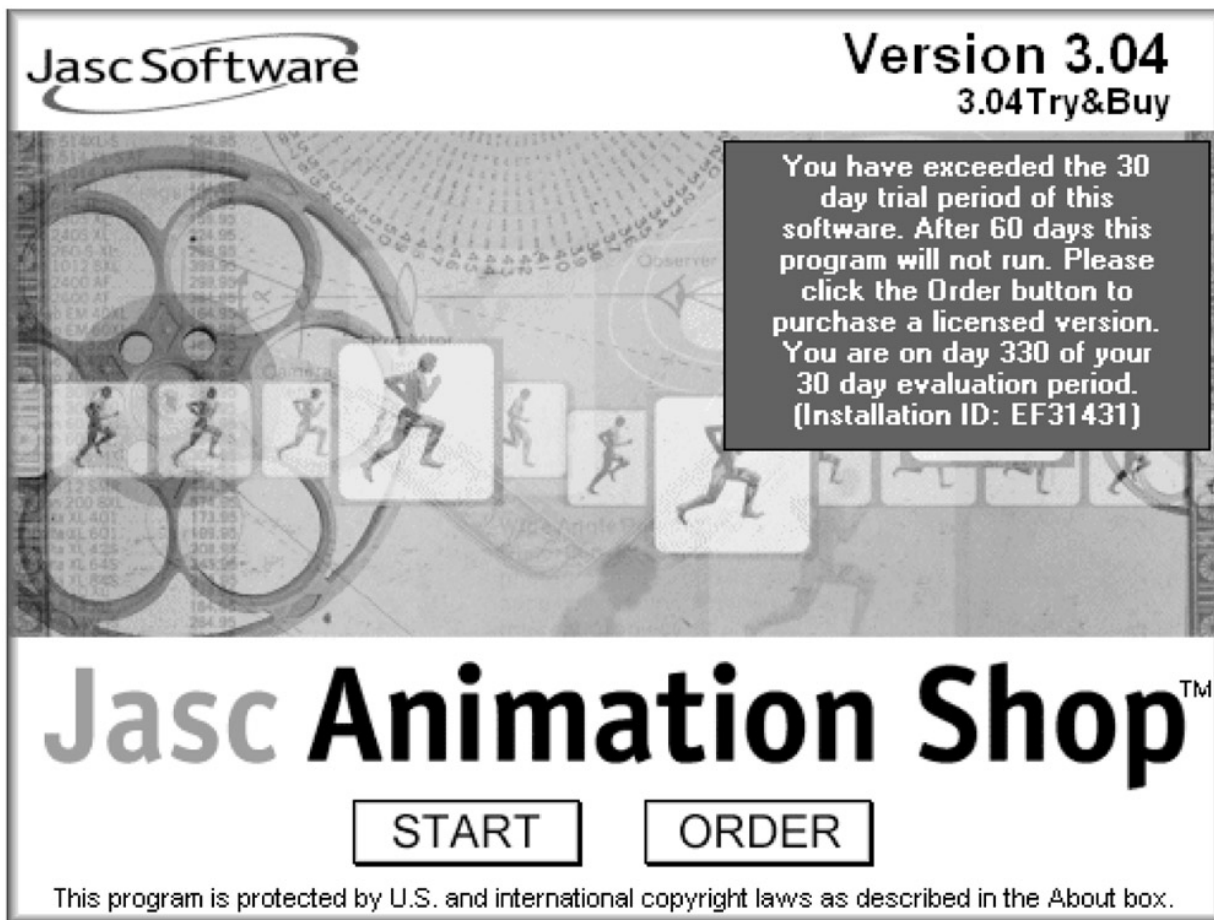 Jasc Software
Version 3.04
3.04Try&Buy
You have exceeded the 30
day trial period of this
software. After 60 days this
program will not run. Please
click the Order button to
purchase a licensed version.
You are on day 330 of your
30 day evaluation period.
(Installation ID: EF31431)
Observer
Camera
Jasc Animation Shop™
START
ORDER
This program is protected by U.S. and international copyright laws as described in the About box.